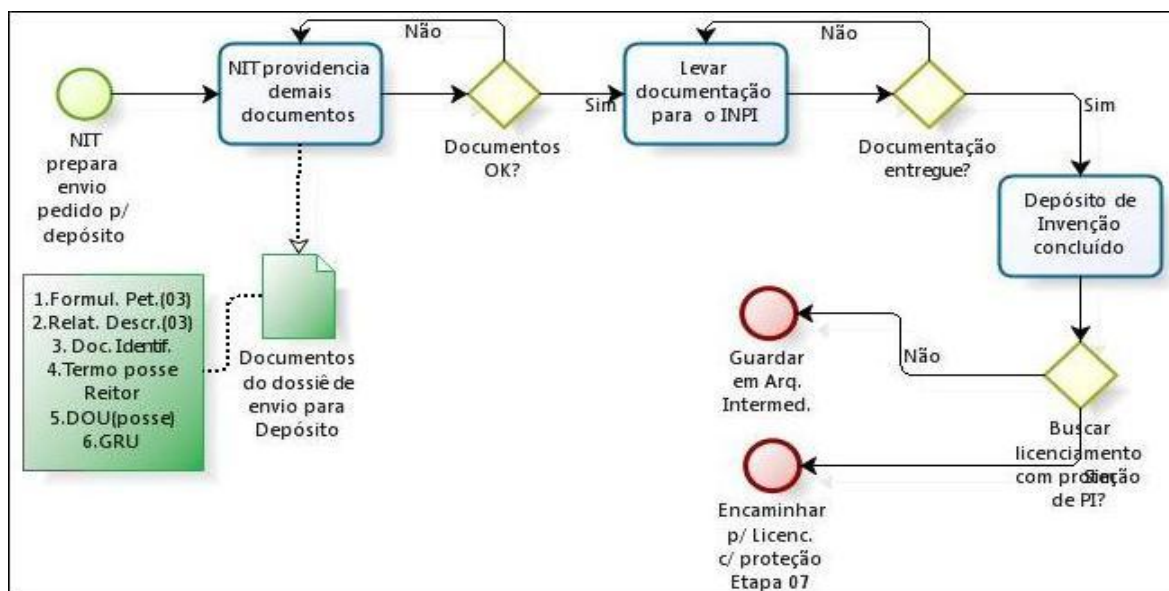 Não
Não
NIT providencia
demais
documentos
Levar
documentação
para o INPI
Sim
Sim
NIT
prepara
envio
pedido p/
depósito
Documentos
OK?
Documentação
entregue?
Depósito de
Invenção
concluído
1.Formul. Pet.(03)
2.Relat. Descr.(03)
3. Doc. Identif.
4.Termo posse
Reitor
5.DOU(posse)
6.GRU
Documentos
do dossiê de
envio para
Depósito
Guardar
em Arq.
Intermed.
Não
Buscar
licenciamento
com proteção
de PI?
Sim
Encaminhar
p/ Licenc.
c/ proteção
Etapa 07